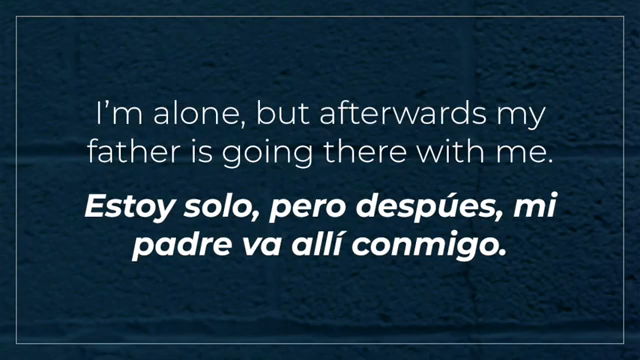 I'm alone, but afterwards my
father is going there with me.
Estoy solo, pero despúes, mi
padre va allí conmigo.